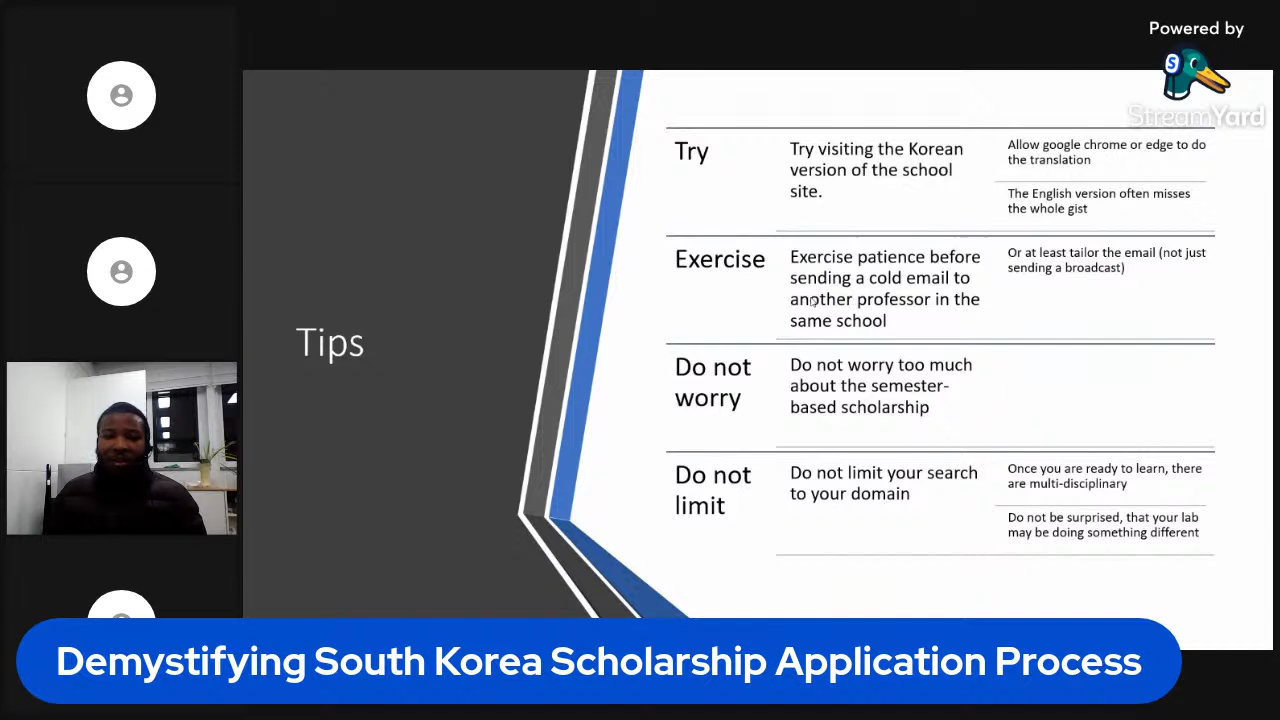 Powered by
StreamYard
Tips
Try
Try visiting the Korean
version of the school
site.
Allow google chrome or edge to do
the translation
The English version often misses
the whole gist
Exercise
Exercise patience before
sending a cold email to
another professor in the
same school
Or at least tailor the email (not just
sending a broadcast)
Do not
worry
Do not worry too much
about the semester-
based scholarship
Do not
limit
Do not limit your search
to your domain
Once you are ready to learn, there
are multi-disciplinary
Do not be surprised, that your lab
may be doing something different
Demystifying South Korea Scholarship Application Process